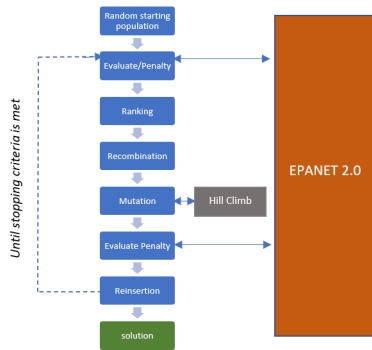 Random starting
population
Evaluate/Penalty
Ranking
Recombination
EPANET 2.0
Mutation
Hill Climb
Evaluate Penalty
Reinsertion
solution
Until stopping criteria is met